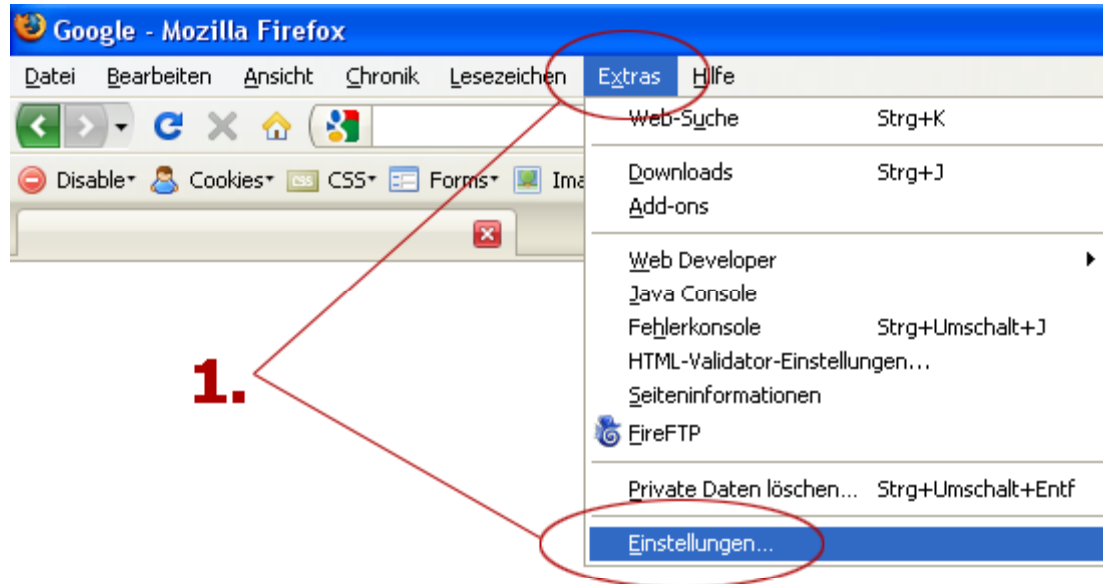 Google - Mozilla Firefox
Datei Bearbeiten Ansicht Chronik Lesezeichen Extras Hilfe
Web-Suche Strg+K
Disable CSS Cookies CSS Forms
Downloads Strg+J
Add-ons
Web Developer
Java Console
Fehlerkonsole Strg+Umschalt+J
HTML-Validator-Einstellungen...
Seiteninformationen
FireFTP
Private Daten löschen... Strg+Umschalt+Entf
Einstellungen...
1.